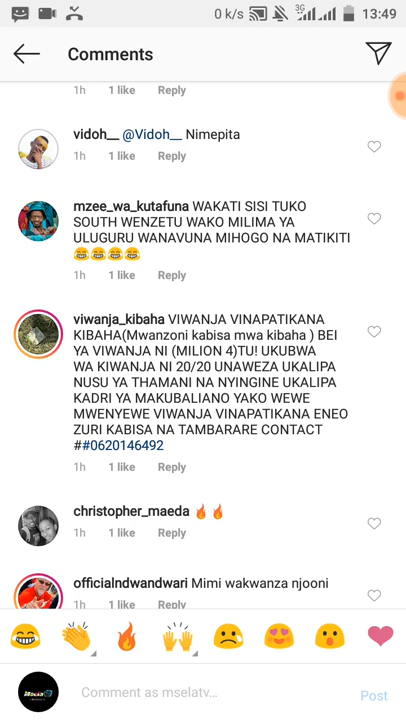 0 k/s 3G 13:49
Comments
1h 1 like Reply
vidoh__ @Vidoh__ Nimepita
1h 1 like Reply
mzee_wa_kutafuna WAKATI SISI TUKO
SOUTH WENZETU WAKO MILIMA YA
ULUGURU WANAVUNA MIHOGO NA MATIKITI
😂😂😂😂
1h 1 like Reply
viwanja_kibaha VIWANJA VINAPATIKANA
KIBAHA(Mwanzoni kabisa mwa kibaha ) BEI
YA VIWANJA NI (MILION 4)TU! UKUBWA
WA KIWANJA NI 20/20 UNAWEZA UKALIPA
NUSU YA THAMANI NA NYINGINE UKALIPA
KADRI YA MAKUBALIANO YAKO WEWE
MWENYEWE VIWANJA VINAPATIKANA ENEO
ZURI KABISA NA TAMBARARE CONTACT
##0620146492
1h 1 like Reply
christopher_maeda 🔥🔥
1h 1 like Reply
officialndwandwari Mimi wakwanza njooni
1h 1 like Reply
Comment as mselatv... Post